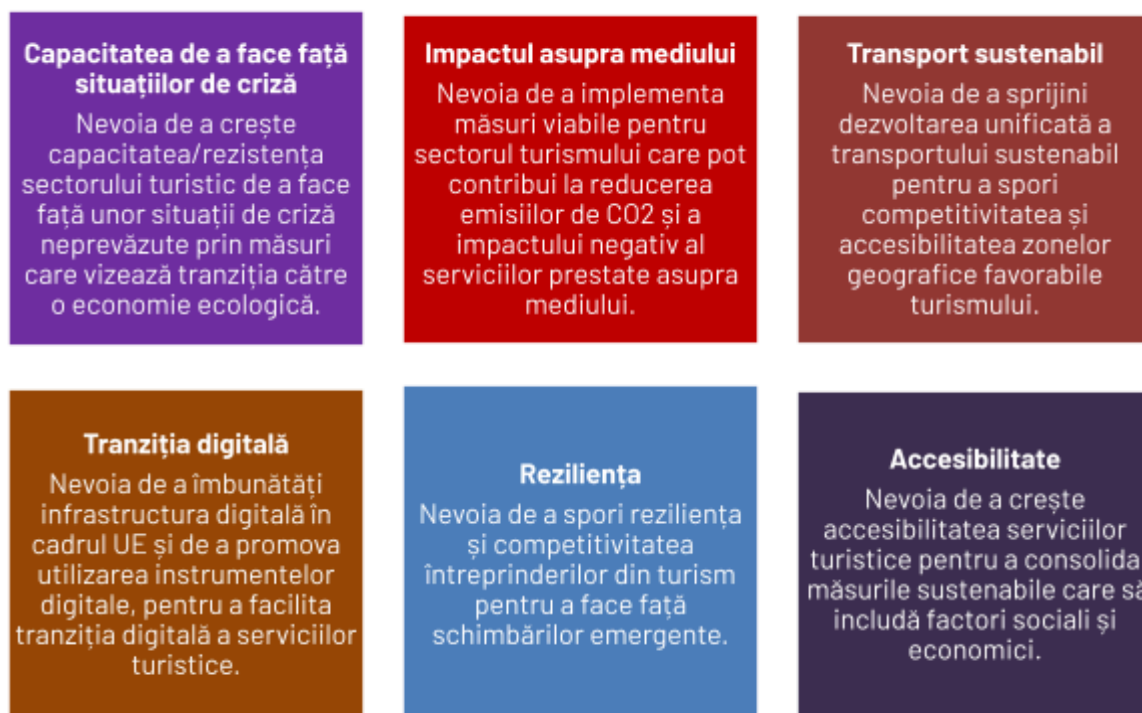 Capacitatea de a face față
situațiilor de criză
Nevoia de a crește
capacitatea/rezistența
sectorului turistic de a face
față unor situații de criză
neprevăzute prin măsuri
care vizează tranziția către
o economie ecologică.
Impactul asupra mediului
Nevoia de a implementa
măsuri viabile pentru
sectorul turismului care pot
contribui la reducerea
emisiilor de CO2 și a
impactului negativ al
serviciilor prestate asupra
mediului.
Transport sustenabil
Nevoia de a sprijini
dezvoltarea unificată a
transportului sustenabil
pentru a spori
competitivitatea și
accesibilitatea zonelor
geografice favorabile
turismului.
Tranziția digitală
Nevoia de a îmbunătăți
infrastructura digitală în
cadrul UE și de a promova
utilizarea instrumentelor
digitale, pentru a facilita
tranziția digitală a serviciilor
turistice.
Reziliența
Nevoia de a spori reziliența
și competitivitatea
întreprinderilor din turism
pentru a face față
schimbărilor emergente.
Accesibilitate
Nevoia de a crește
accesibilitatea serviciilor
turistice pentru a consolida
măsurile sustenabile care să
includă factori sociali și
economici.